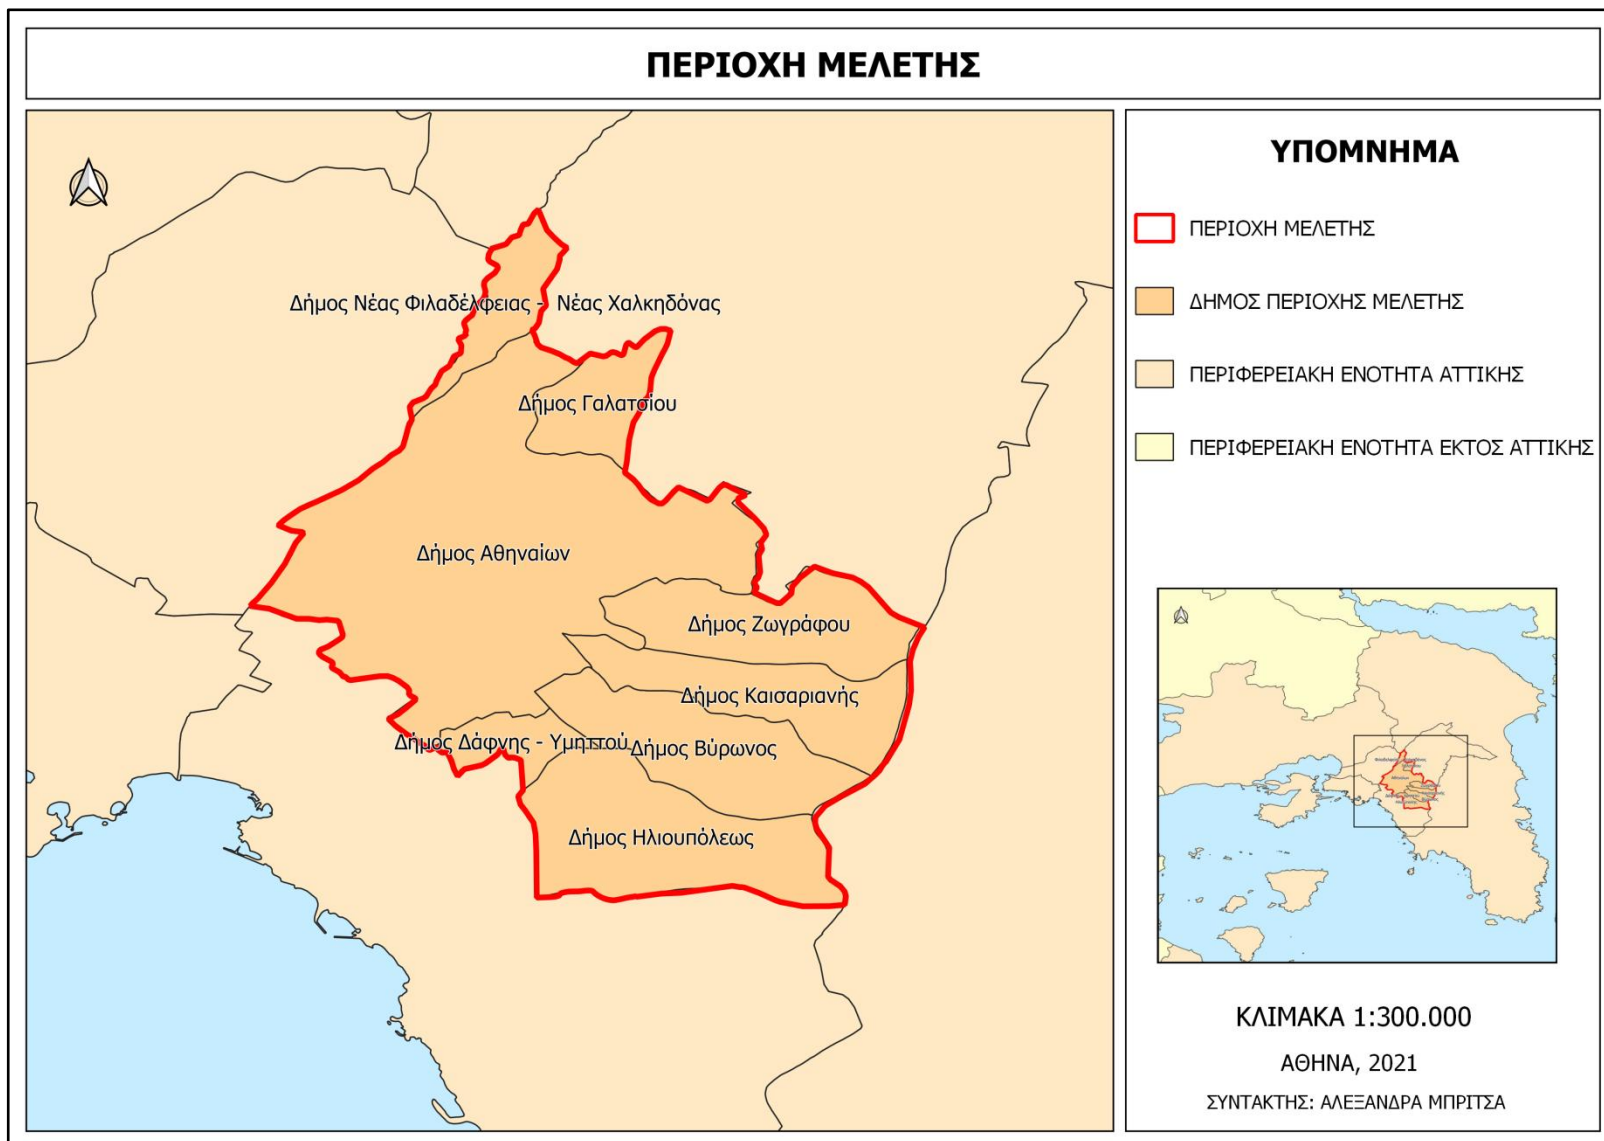 ΠΕΡΙΟΧΗ ΜΕΛΕΤΗΣ
Δήμος Νέας Φιλαδέλφειας - Νέας Χαλκηδόνας
Δήμος Γαλατσίου
Δήμος Αθηναίων
Δήμος Ζωγράφου
Δήμος Καισαριανής
Δήμος Δάφνης - Υμηττού
Δήμος Βύρωνος
Δήμος Ηλιουπόλεως
ΥΠΟΜΝΗΜΑ
ΠΕΡΙΟΧΗ ΜΕΛΕΤΗΣ
ΔΗΜΟΣ ΠΕΡΙΟΧΗΣ ΜΕΛΕΤΗΣ
ΠΕΡΙΦΕΡΕΙΑΚΗ ΕΝΟΤΗΤΑ ΑΤΤΙΚΗΣ
ΠΕΡΙΦΕΡΕΙΑΚΗ ΕΝΟΤΗΤΑ ΕΚΤΟΣ ΑΤΤΙΚΗΣ
ΚΛΙΜΑΚΑ 1:300.000
ΑΘΗΝΑ, 2021
ΣΥΝΤΑΚΤΗΣ: ΑΛΕΞΑΝΔΡΑ ΜΠΡΙΤΣΑ